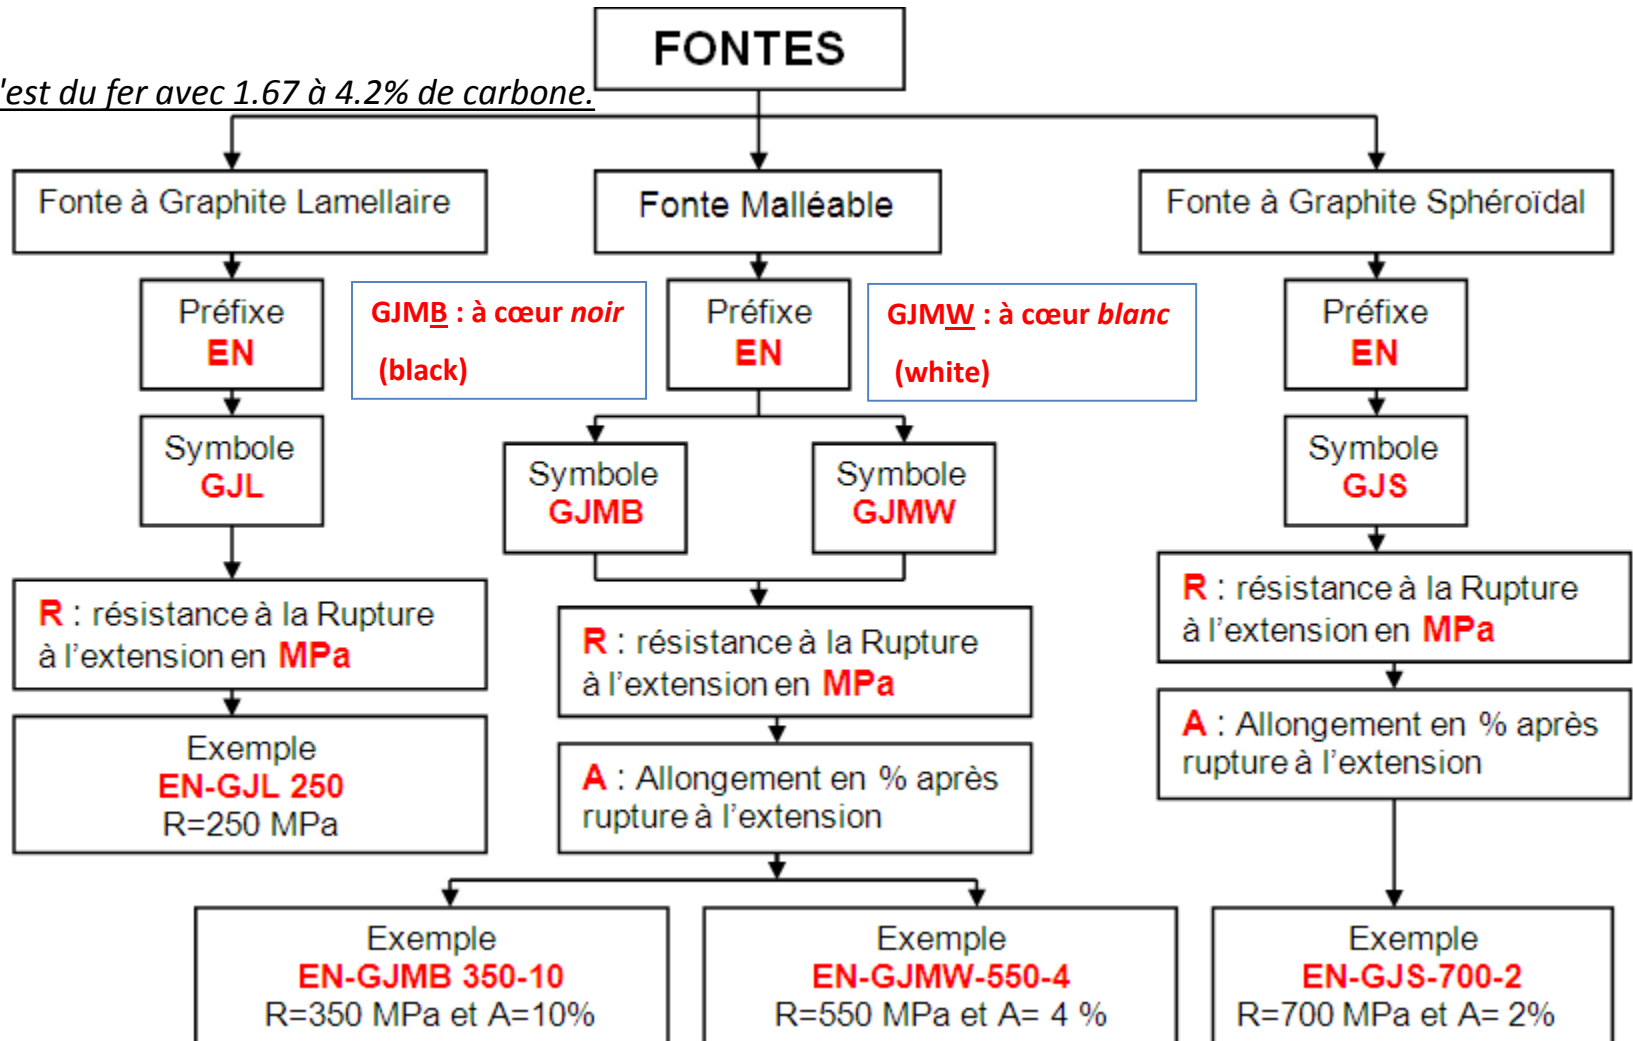 FONTES
'est du fer avec 1.67 à 4.2% de carbone.
Fonte à Graphite Lamellaire
Fonte Malléable
Fonte à Graphite Sphéroïdal
Préfixe
EN
GJMB : à cœur noir
(black)
Préfixe
EN
GJMW : à cœur blanc
(white)
Préfixe
EN
Symbole
GJL
Symbole
GJMB
Symbole
GJMW
Symbole
GJS
R : résistance à la Rupture
à l'extension en MPa
R : résistance à la Rupture
à l'extension en MPa
R : résistance à la Rupture
à l'extension en MPa
Exemple
EN-GJL 250
R=250 MPa
A : Allongement en % après
rupture à l'extension
A : Allongement en % après
rupture à l'extension
Exemple
EN-GJMB 350-10
R=350 MPa et A=10%
Exemple
EN-GJMW-550-4
R=550 MPa et A= 4 %
Exemple
EN-GJS-700-2
R=700 MPa et A= 2%